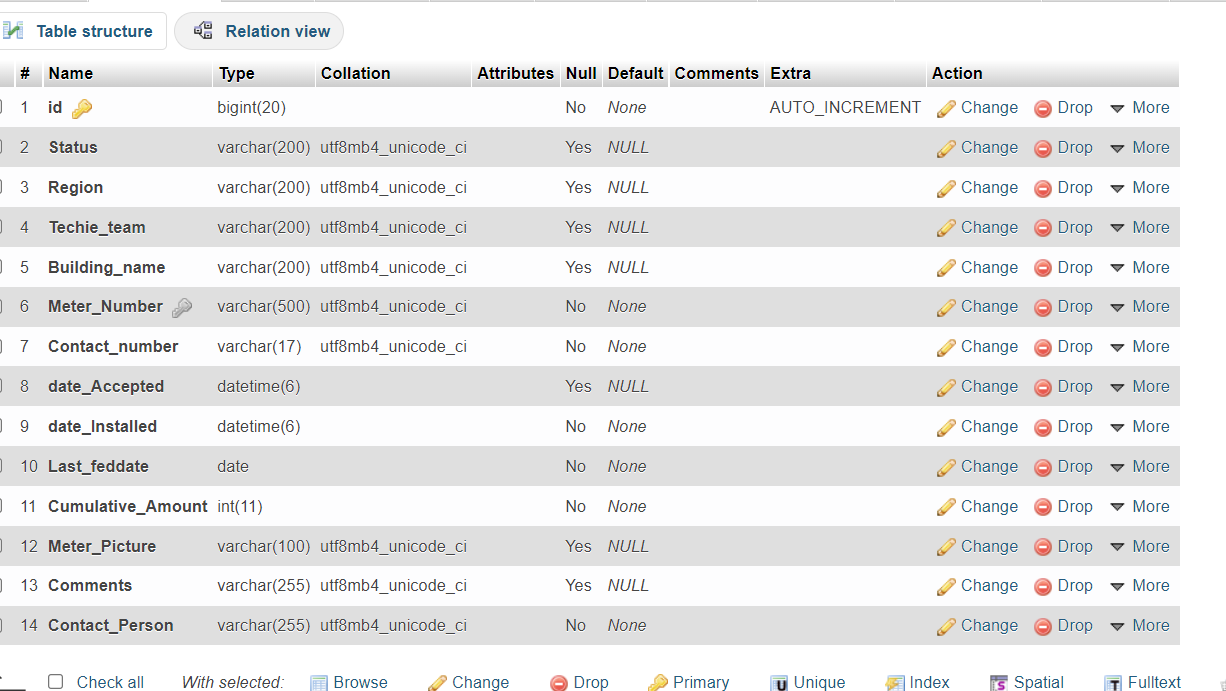 Table structure Relation view
# Name Type Collation Attributes Null Default Comments Extra Action
1 id bigint(20) No None AUTO_INCREMENT Change Drop More
2 Status varchar(200) utf8mb4_unicode_ci Yes NULL Change Drop More
3 Region varchar(200) utf8mb4_unicode_ci Yes NULL Change Drop More
4 Techie_team varchar(200) utf8mb4_unicode_ci Yes NULL Change Drop More
5 Building_name varchar(200) utf8mb4_unicode_ci Yes NULL Change Drop More
6 Meter_Number varchar(500) utf8mb4_unicode_ci No None Change Drop More
7 Contact_number varchar(17) utf8mb4_unicode_ci No None Change Drop More
8 date_Accepted datetime(6) Yes NULL Change Drop More
9 date_Installed datetime(6) No None Change Drop More
10 Last_feddate date No None Change Drop More
11 Cumulative_Amount int(11) No None Change Drop More
12 Meter_Picture varchar(100) utf8mb4_unicode_ci Yes NULL Change Drop More
13 Comments varchar(255) utf8mb4_unicode_ci Yes NULL Change Drop More
14 Contact_Person varchar(255) utf8mb4_unicode_ci No None Change Drop More
Check all With selected: Browse Change Drop Primary U Unique Index S Spatial T Fulltext